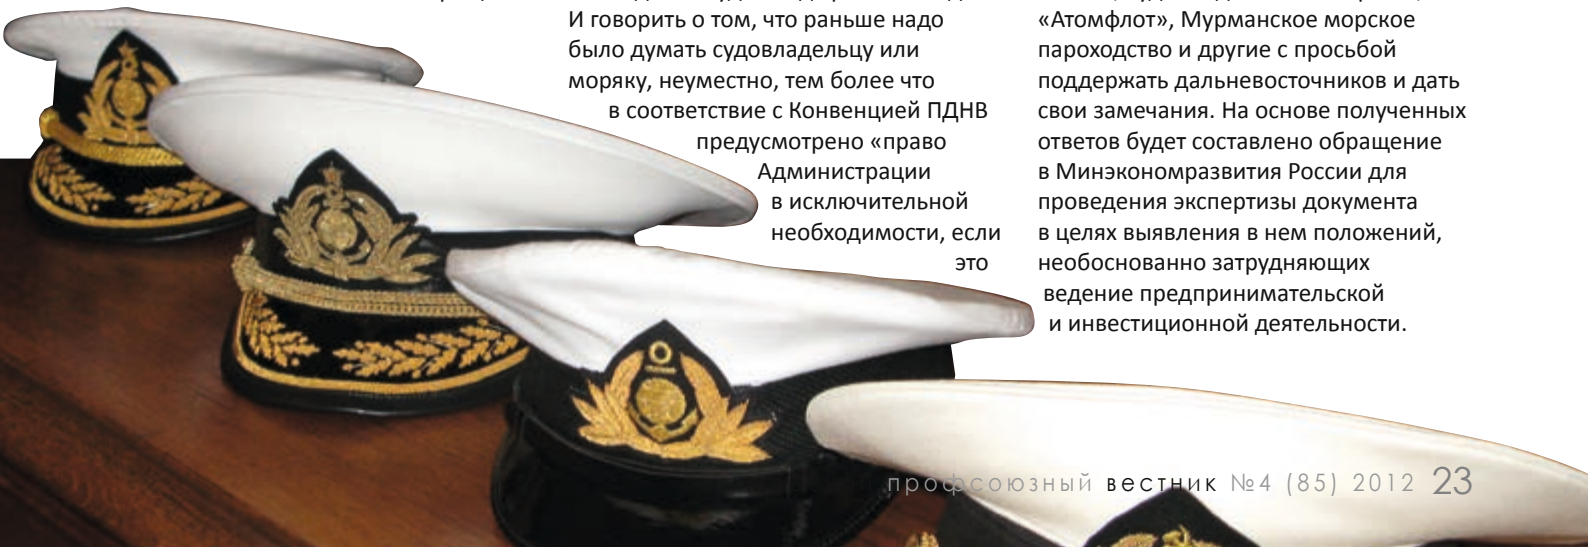 И говорить о том, что раньше надо
было думать судовладельцу или
моряку, неуместно, тем более что
в соответствие с Конвенцией ПДНВ
предусмотрено «право
Администрации
в исключительной
необходимости, если
это
«Атомфлот», Мурманское морское
пароходство и другие с просьбой
поддержать дальневосточников и дать
свои замечания. На основе полученных
ответов будет составлено обращение
в Минэкономразвития России для
проведения экспертизы документа
в целях выявления в нем положений,
необоснованно затрудняющих
ведение предпринимательской
и инвестиционной деятельности.
профсоюзный вестник №4 (85) 2012 23